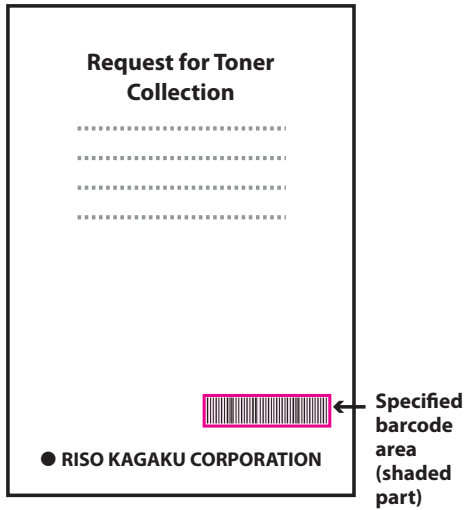 Request for Toner
Collection
Specified
barcode
area
(shaded
part)
● RISO KAGAKU CORPORATION